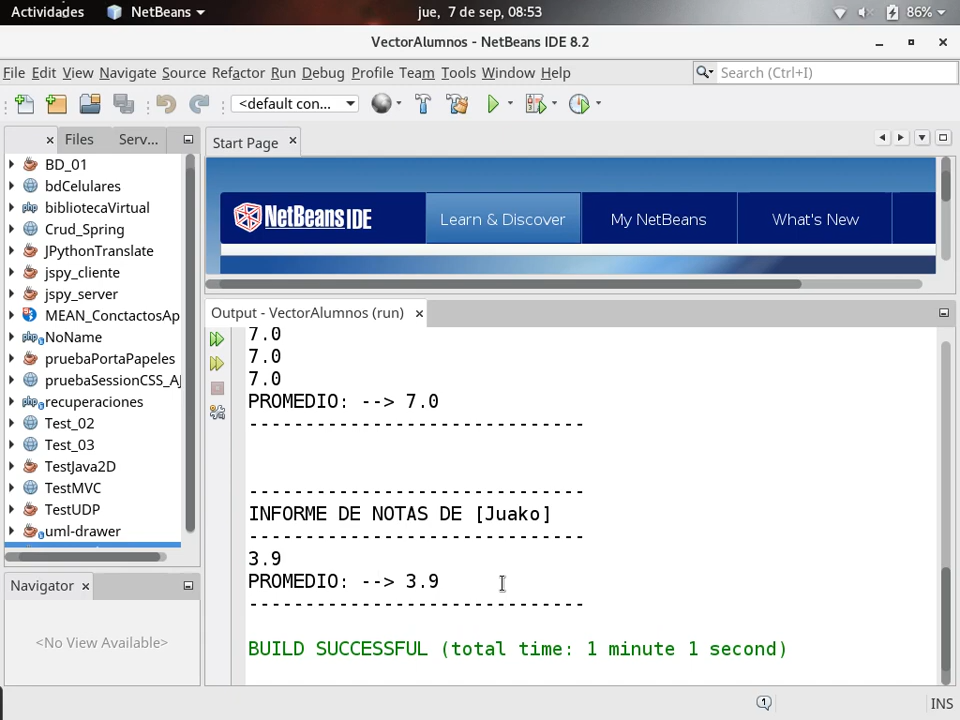 Actividades NetBeans jue, 7 de sep, 08:53 86%
VectorAlumnos - NetBeans IDE 8.2
File Edit View Navigate Source Refactor Run Debug Profile Team Tools Window Help Search (Ctrl+I)
<default con...
Files Serv... Start Page
BD_01
bdCelulares
bibliotecaVirtual
Crud_Spring
JPythonTranslate
jspy_cliente
jspy_server
MEAN_ConctactosAp
NoName
pruebaPortaPapeles
pruebaSessionCSS_AJ
recuperaciones
Test_02
Test_03
TestJava2D
TestMVC
TestUDP
uml-drawer
NetBeans IDE Learn & Discover My NetBeans What's New
Output - VectorAlumnos (run)
7.0
7.0
7.0
PROMEDIO: --> 7.0
------------------------------
------------------------------
INFORME DE NOTAS DE [Juako]
------------------------------
3.9
PROMEDIO: --> 3.9
------------------------------
BUILD SUCCESSFUL (total time: 1 minute 1 second)
Navigator
<No View Available>
1 INS